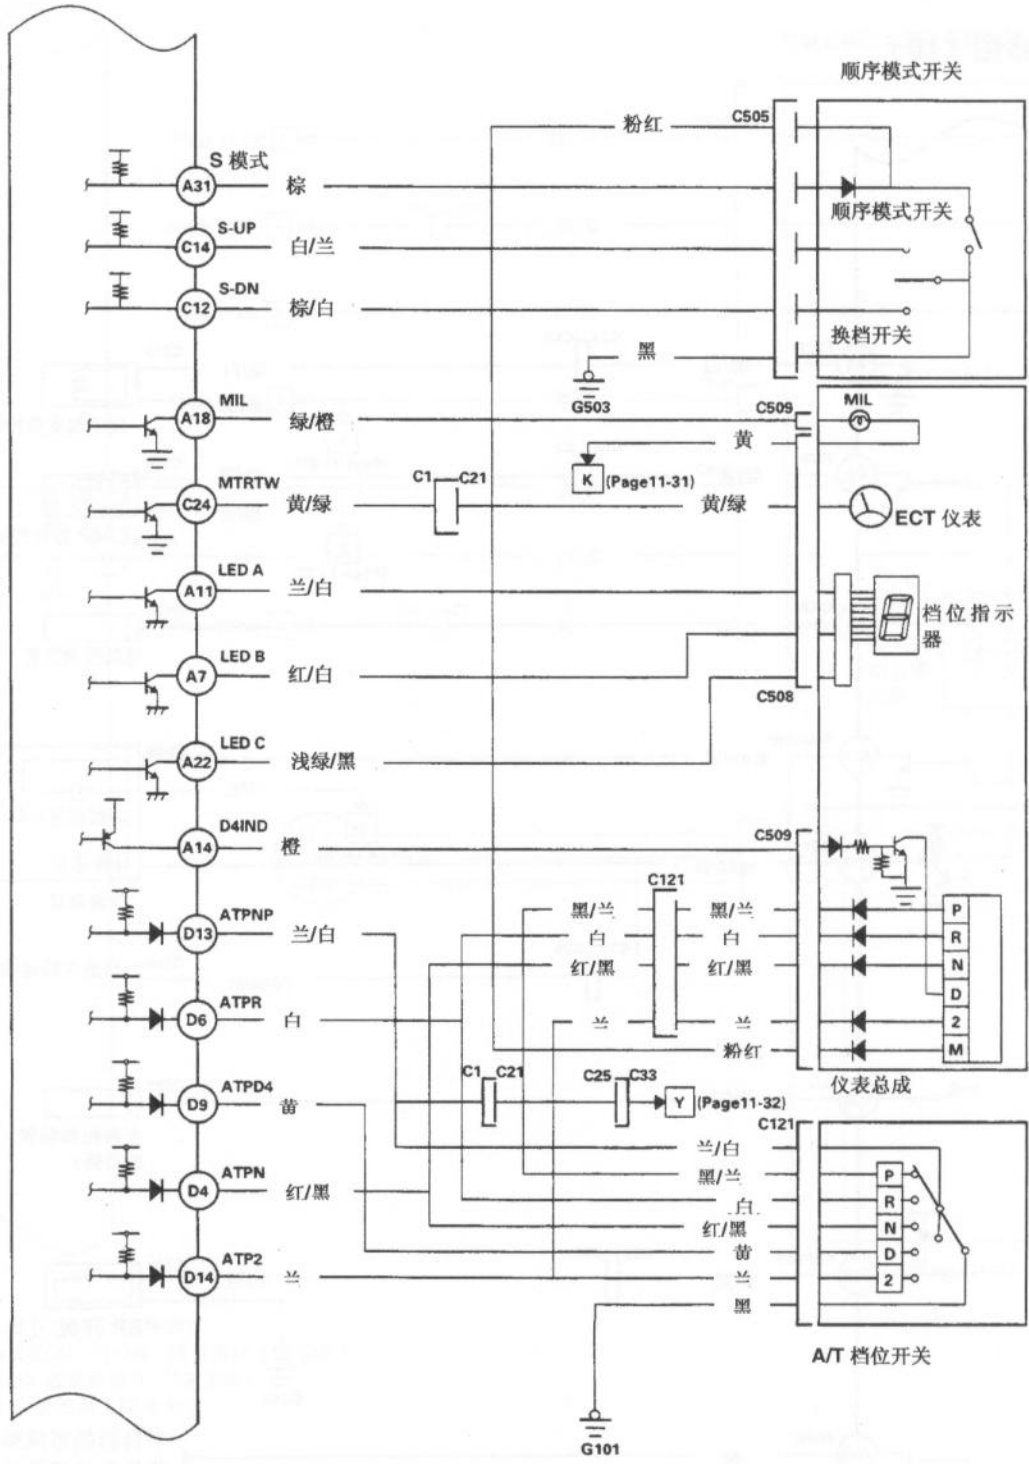 顺序模式开关
C505
粉红
S 模式
A31
棕
顺序模式开关
S-UP
C14
白/兰
S-DN
C12
棕/白
换档开关
黑
G503
MIL
A18
绿/橙
C509
MIL
黄
K
(Page11-31)
MTRTW
C24
黄/绿
C1
C21
黄/绿
ECT 仪表
LED A
A11
兰/白
档位指示
器
LED B
A7
红/白
C508
LED C
A22
浅绿/黑
D4IND
A14
橙
C509
C121
黑/兰
黑/兰
P
ATPNP
D13
兰/白
白
白
R
红/黑
红/黑
N
D
ATPR
D6
白
兰
兰
2
粉红
M
仪表总成
C1
C21
C25
C33
Y
(Page11-32)
ATPD4
D9
黄
C121
兰/白
黑/兰
P
ATPN
D4
红/黑
白
R
红/黑
N
黄
D
ATP2
D14
兰
兰
2
黑
A/T 档位开关
G101